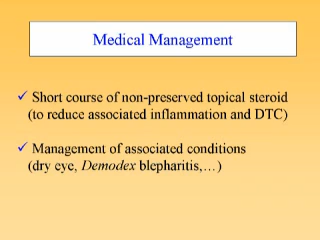 Medical Management
✓ Short course of non-preserved topical steroid
(to reduce associated inflammation and DTC)
✓ Management of associated conditions
(dry eye, Demodex blepharitis,…)